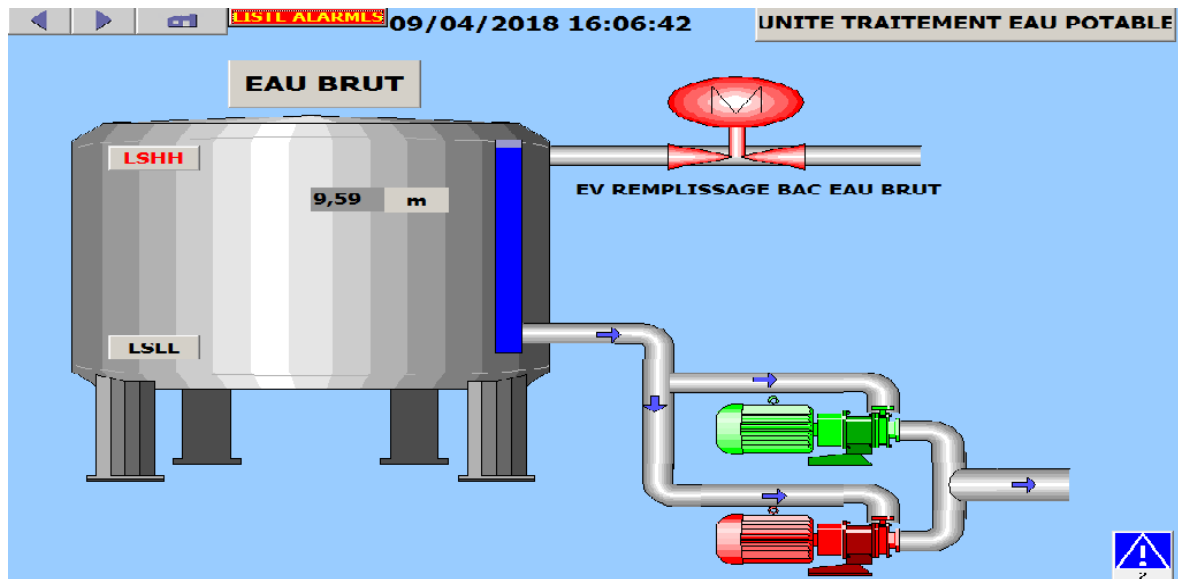 LISTE ALARMES
09/04/2018 16:06:42
UNITE TRAITEMENT EAU POTABLE
EAU BRUT
LSHH
9,59 m
EV REMPLISSAGE BAC EAU BRUT
LSLL
2